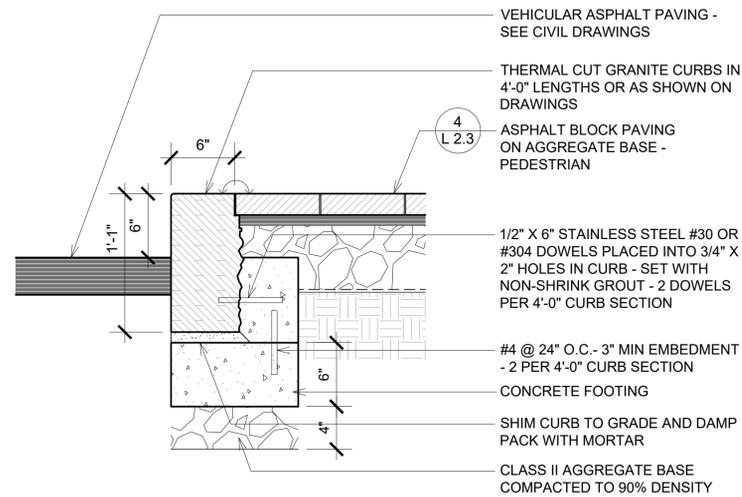 VEHICULAR ASPHALT PAVING -
SEE CIVIL DRAWINGS
THERMAL CUT GRANITE CURBS IN
4'-0" LENGTHS OR AS SHOWN ON
DRAWINGS
4
L 2.3
ASPHALT BLOCK PAVING
ON AGGREGATE BASE -
PEDESTRIAN
6"
6"
1'-1"
1/2" X 6" STAINLESS STEEL #30 OR
#304 DOWELS PLACED INTO 3/4" X
2" HOLES IN CURB - SET WITH
NON-SHRINK GROUT - 2 DOWELS
PER 4'-0" CURB SECTION
#4 @ 24" O.C.- 3" MIN EMBEDMENT
- 2 PER 4'-0" CURB SECTION
6"
CONCRETE FOOTING
4"
SHIM CURB TO GRADE AND DAMP
PACK WITH MORTAR
CLASS II AGGREGATE BASE
COMPACTED TO 90% DENSITY